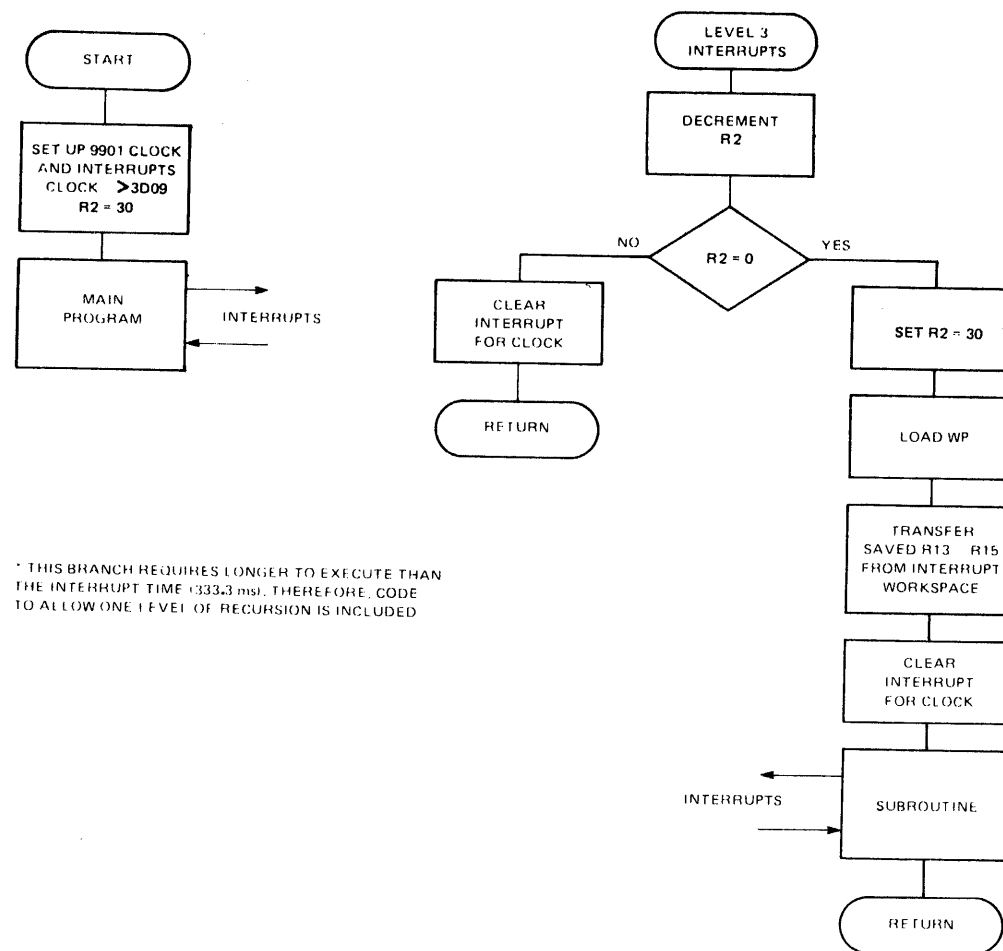 START
SET UP 9901 CLOCK
AND INTERRUPTS
CLOCK >3D09
R2 = 30
MAIN
PROGRAM
INTERRUPTS
LEVEL 3
INTERRUPTS
DECREMENT
R2
R2 = 0
NO
YES
CLEAR
INTERRUPT
FOR CLOCK
RETURN
SET R2 = 30
LOAD WP
TRANSFER
SAVED R13 R15
FROM INTERRUPT
WORKSPACE
CLEAR
INTERRUPT
FOR CLOCK
INTERRUPTS
SUBROUTINE
RETURN
* THIS BRANCH REQUIRES LONGER TO EXECUTE THAN
THE INTERRUPT TIME (333.3 ms), THEREFORE, CODE
TO ALLOW ONE LEVEL OF RECURSION IS INCLUDED